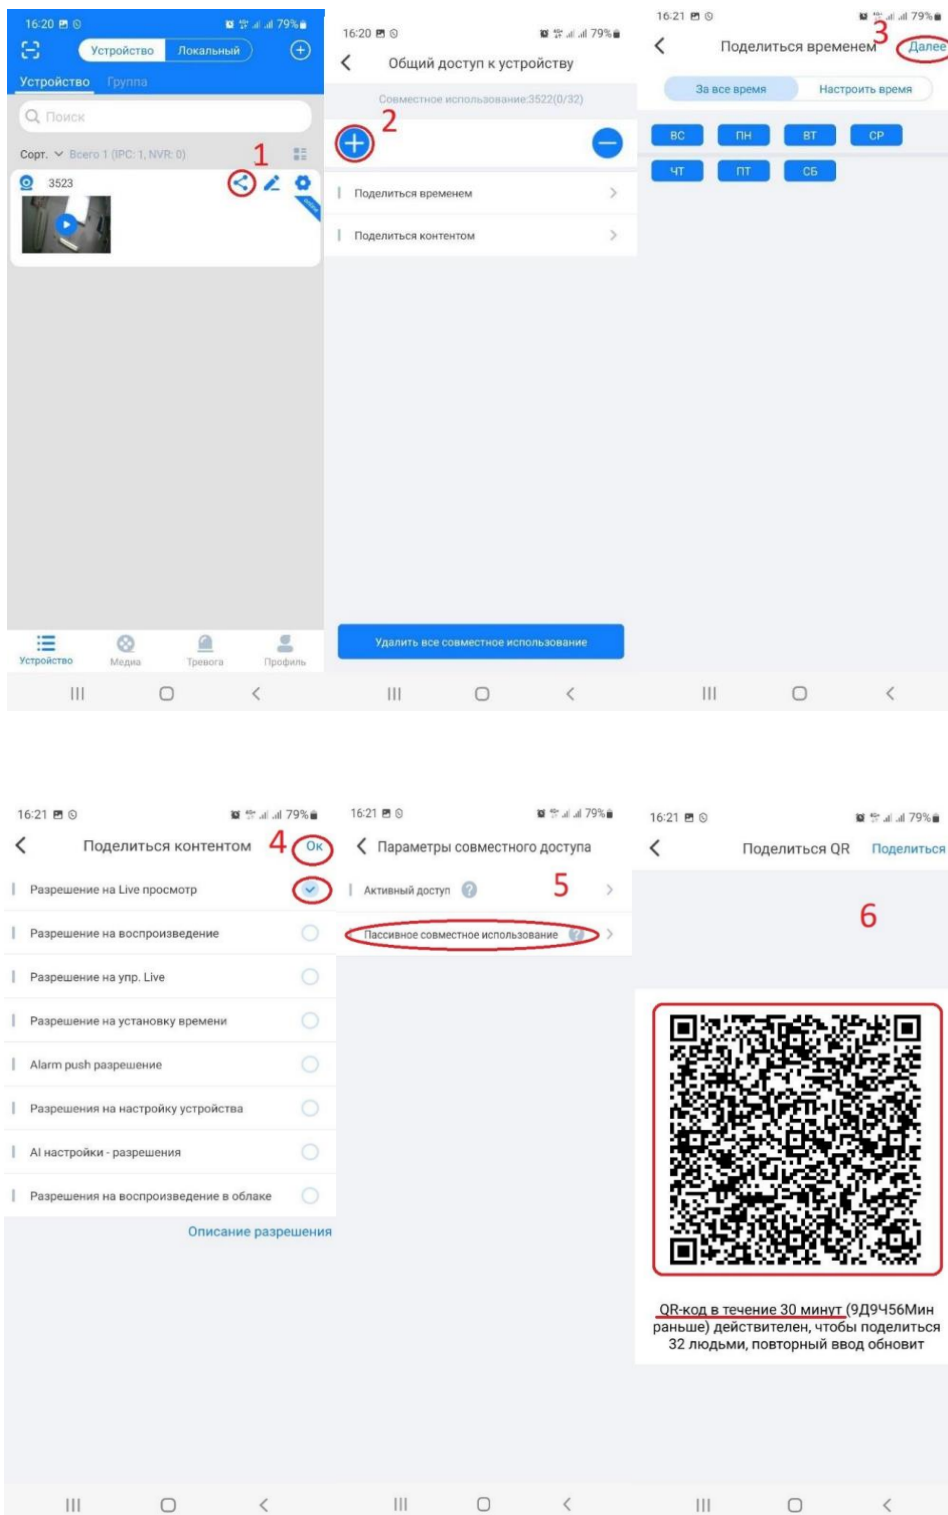 16:20
79%
Устройство Локальный
Устройство Группа
Поиск
Сорт. Всего 1 (IPC: 1, NVR: 0)
1
3523
online
Устройство Медиа Тревога Профиль
16:20
79%
Общий доступ к устройству
Совместное использование:3522(0/32)
2
Поделиться временем
Поделиться контентом
Удалить все совместное использование
16:21
79%
3
Поделиться временем Далее
За все время Настроить время
ВС ПН ВТ СР
ЧТ ПТ СБ
16:21
79%
Поделиться контентом 4 Ок
Разрешение на Live просмотр
Разрешение на воспроизведение
Разрешение на упр. Live
Разрешение на установку времени
Alarm push разрешение
Разрешения на настройку устройства
AI настройки - разрешения
Разрешения на воспроизведение в облаке
Описание разрешения
16:21
79%
Параметры совместного доступа
Активный доступ ? 5
Пассивное совместное использование ?
16:21
79%
Поделиться QR Поделиться
6
QR-код в течение 30 минут (9Д9Ч56Мин
раньше) действителен, чтобы поделиться
32 людьми, повторный ввод обновит